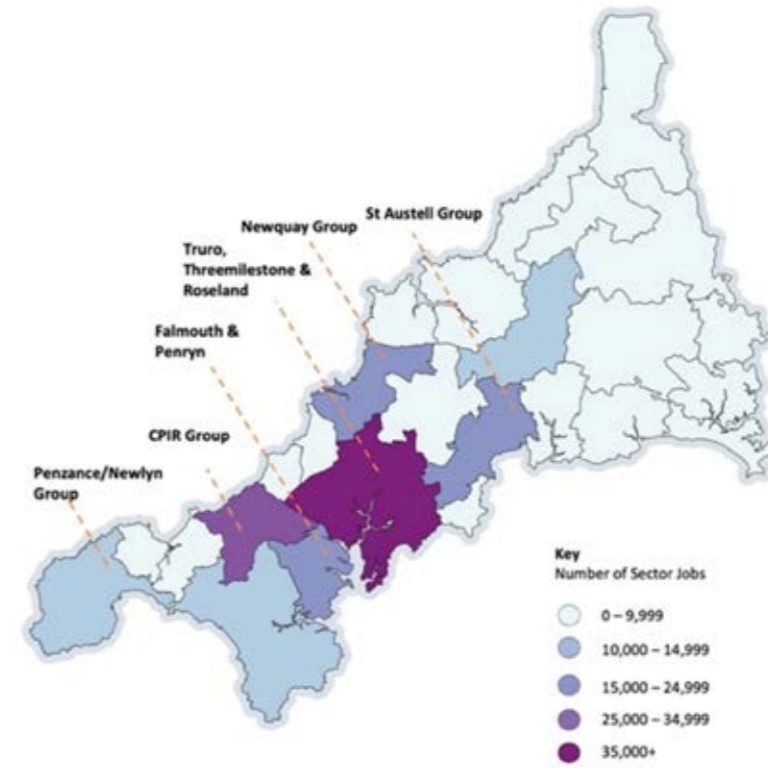 St Austell Group
Newquay Group
Truro,
Threemilestone &
Roseland
Falmouth &
Penryn
CPIR Group
Penzance/Newlyn
Group
Key
Number of Sector Jobs
0 – 9,999
10,000 – 14,999
15,000 – 24,999
25,000 – 34,999
35,000+